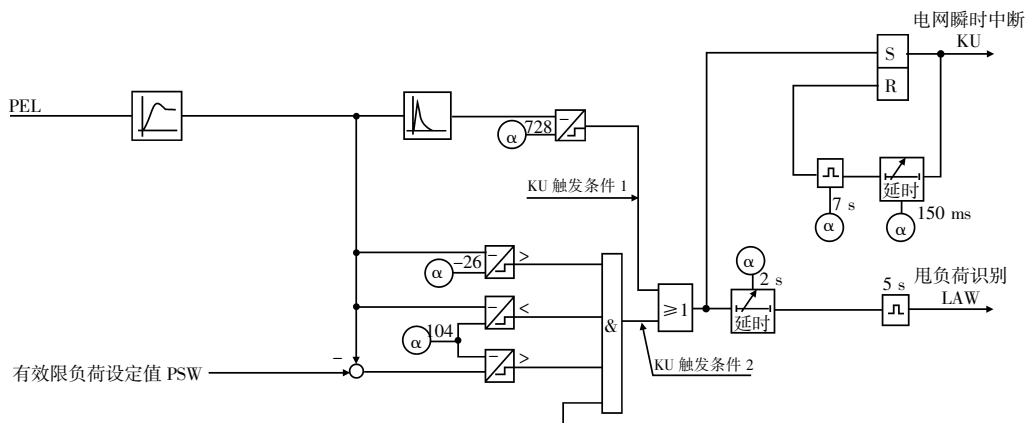 电网瞬时中断
KU
S
R
PEL
α
728
-
KU 触发条件 1
7 s
延时
α
α
150 ms
-
-26
>
α
α
2 s
5 s
甩负荷识别
LAW
-
<
&
≥1
延时
α
104
-
>
KU 触发条件 2
-
有效限负荷设定值 PSW